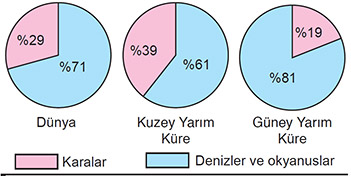 %29
%71
Dünya
%39
%61
Kuzey Yarım
Küre
%19
%81
Güney Yarım
Küre
Karalar
Denizler ve okyanuslar